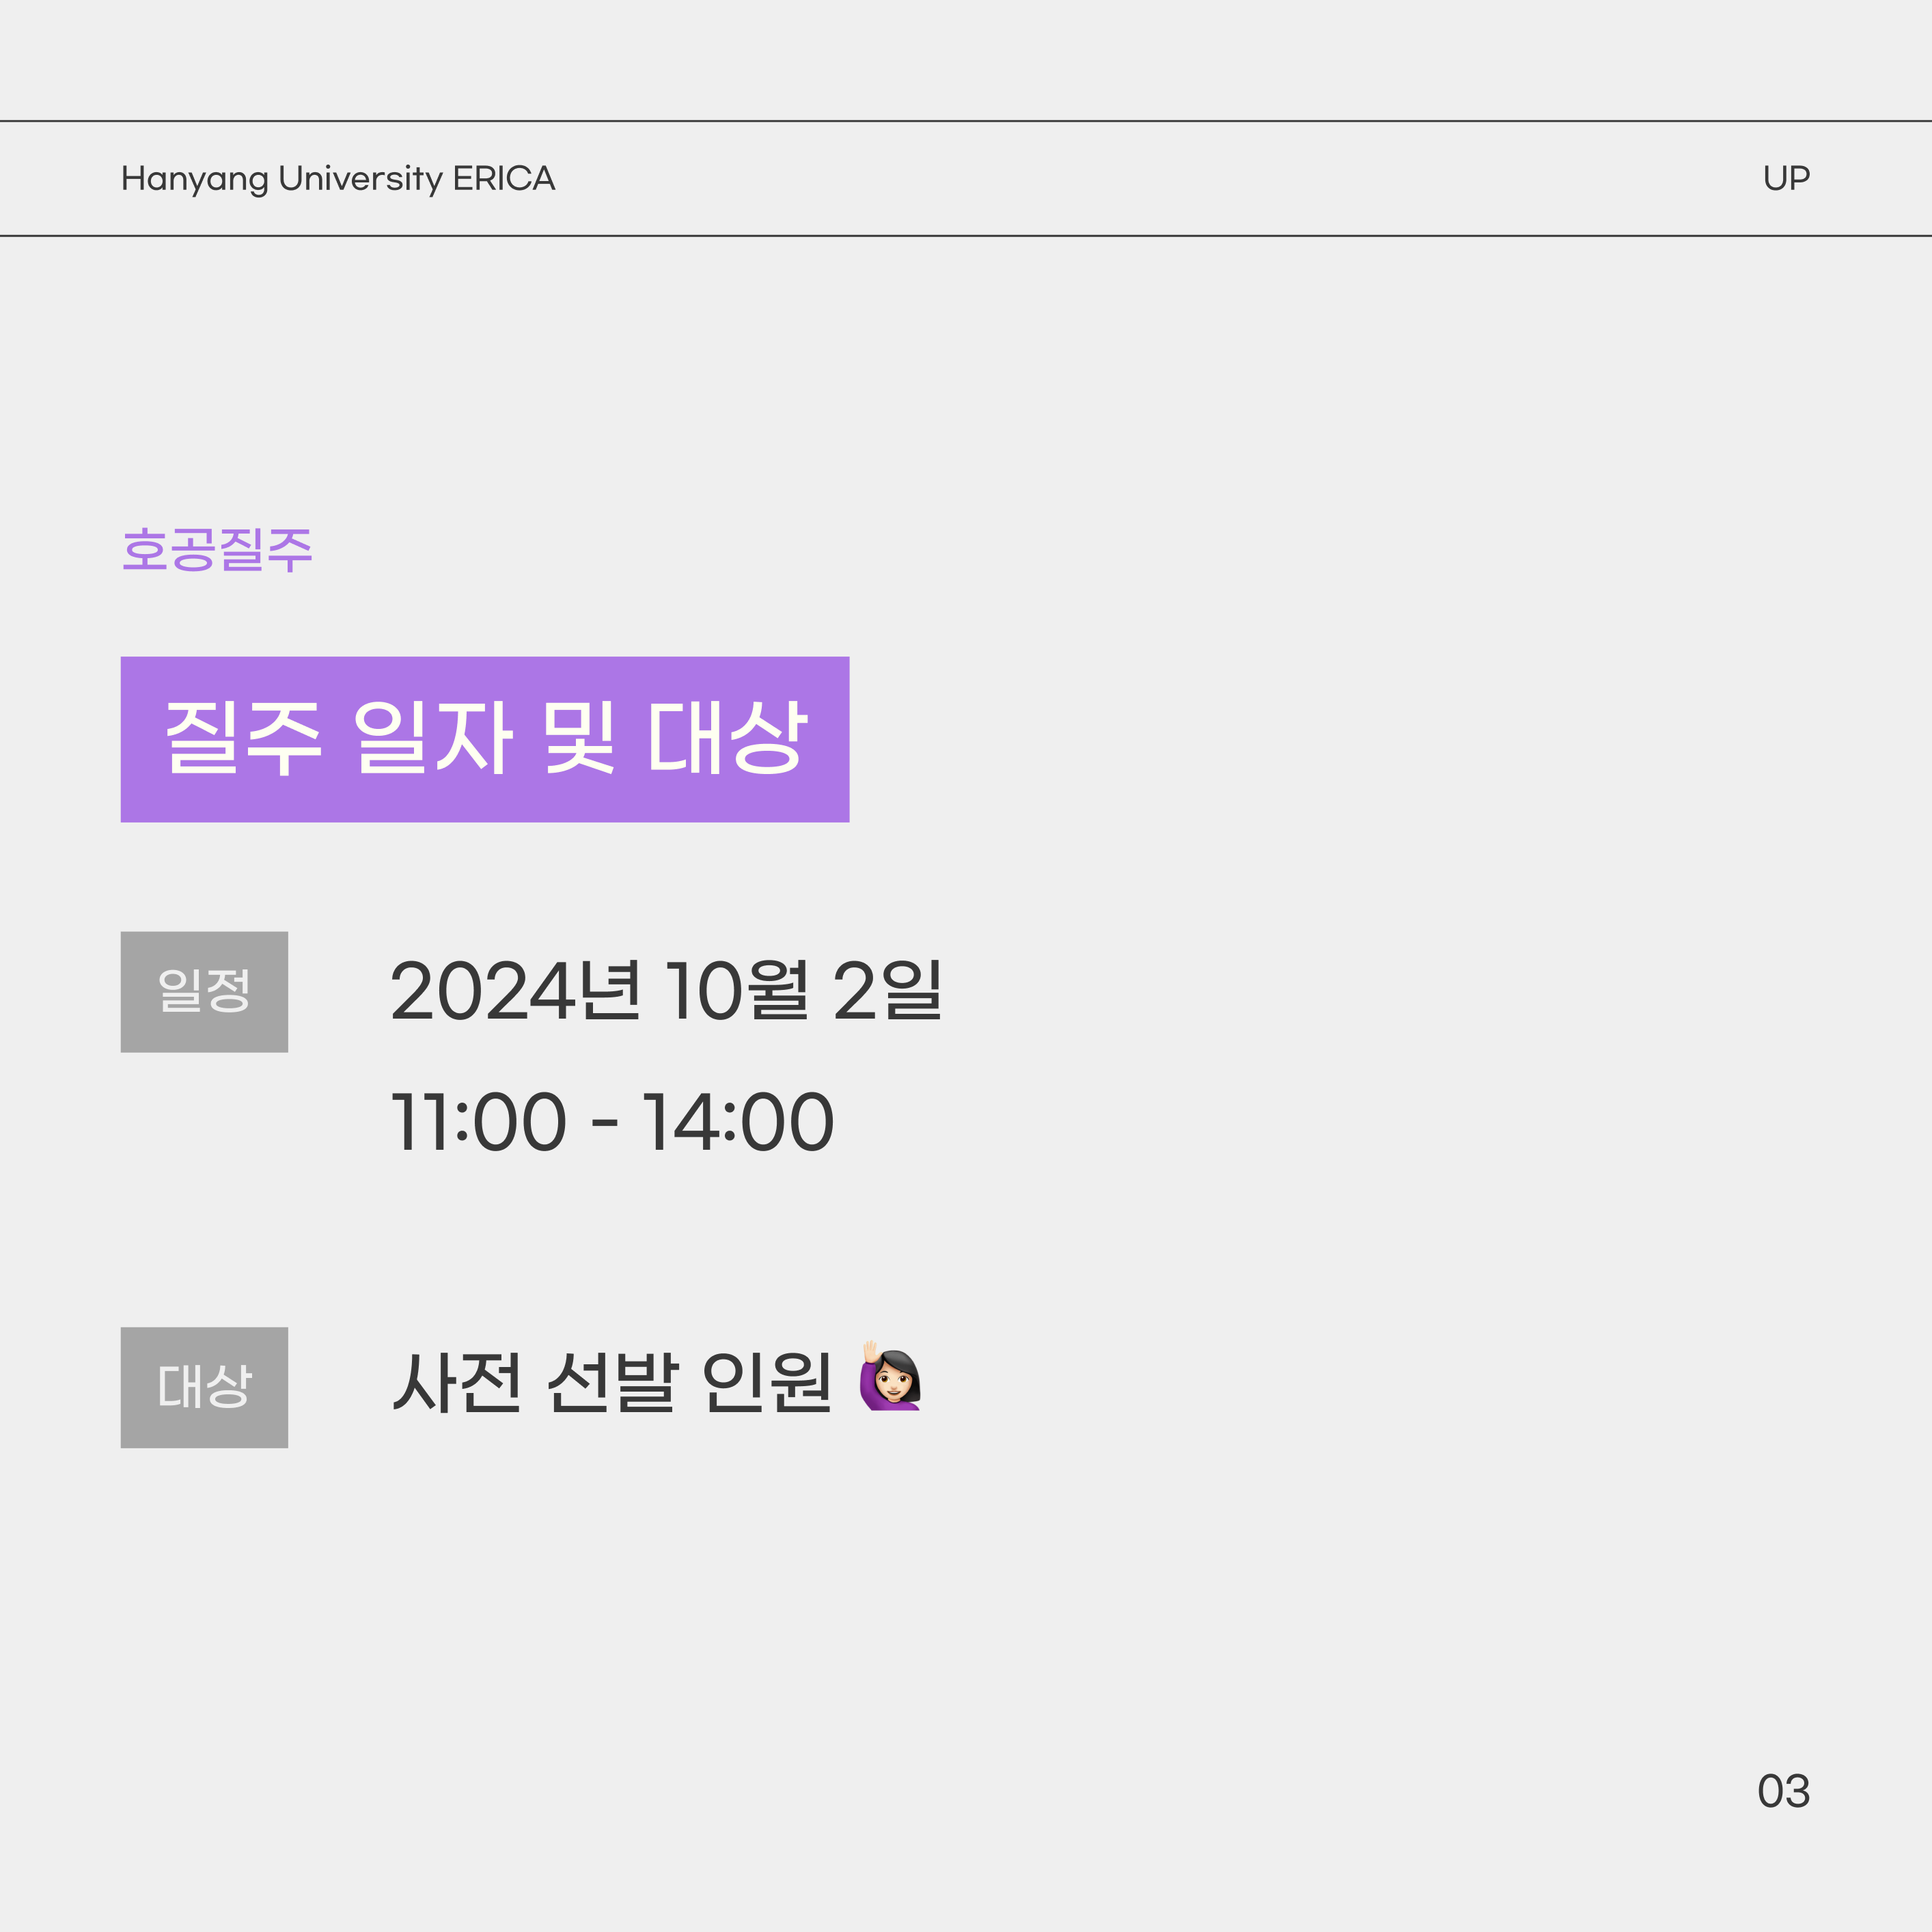 Hanyang University ERICA
UP
호공질주
질주 일시 및 대상
일정
2024년 10월 2일
11:00 - 14:00
대상
사전 선발 인원 🙋🏻‍♀️
03